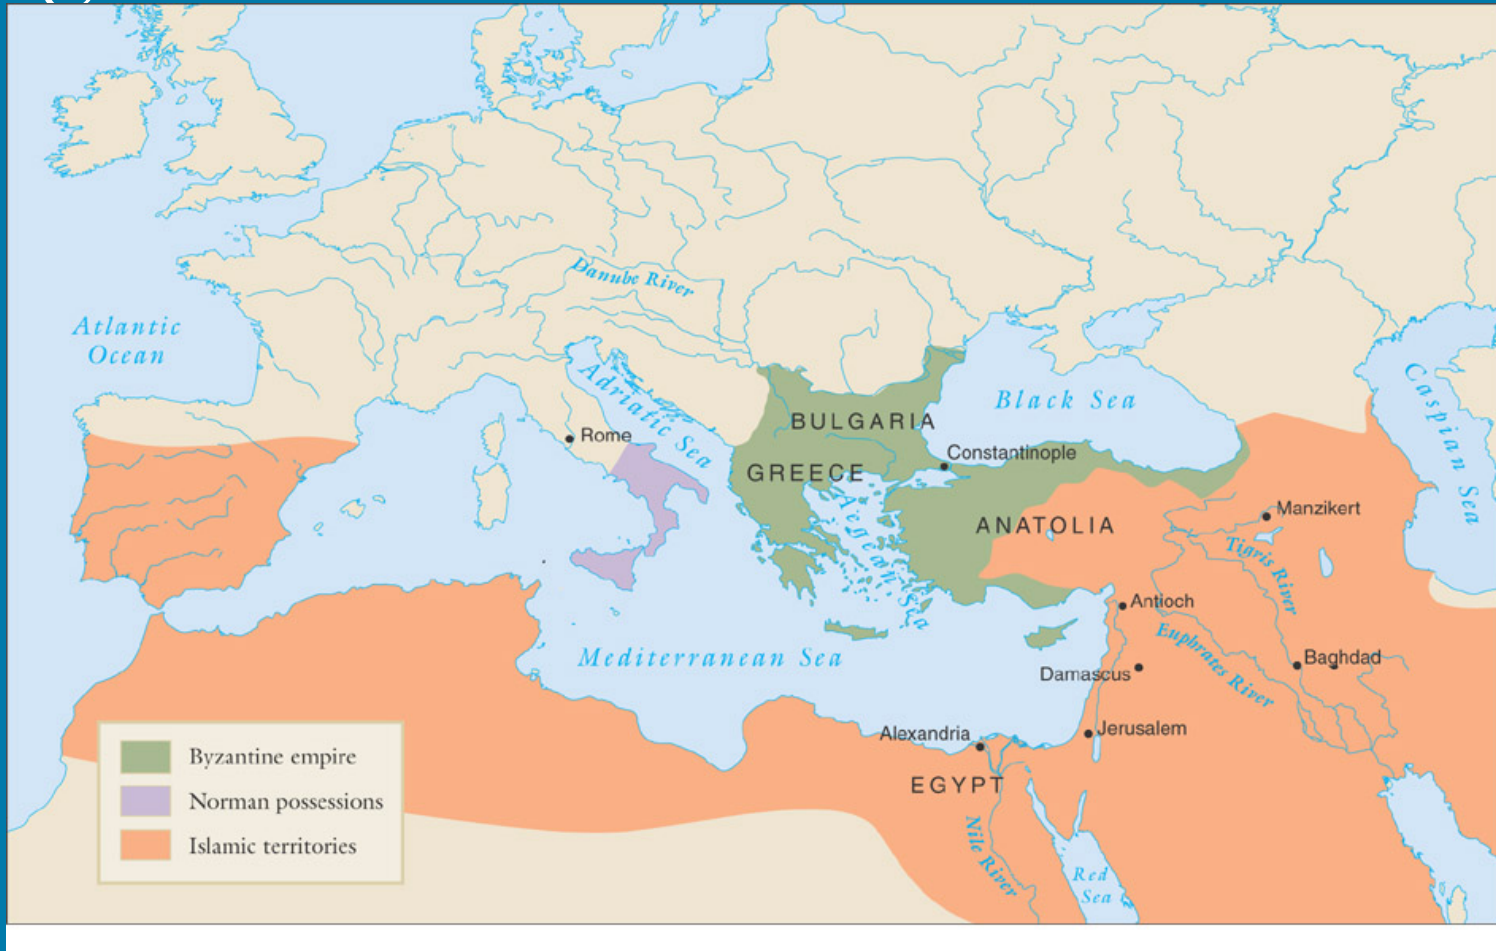 Danube River
Atlantic
Ocean
Adriatic Sea
Black Sea
Caspian Sea
BULGARIA
Rome
Constantinople
GREECE
Aegean Sea
ANATOLIA
Manzikert
Tigris River
Antioch
Euphrates River
Mediterranean Sea
Baghdad
Damascus
Jerusalem
Alexandria
EGYPT
Nile River
Red
Sea
Byzantine empire
Norman possessions
Islamic territories